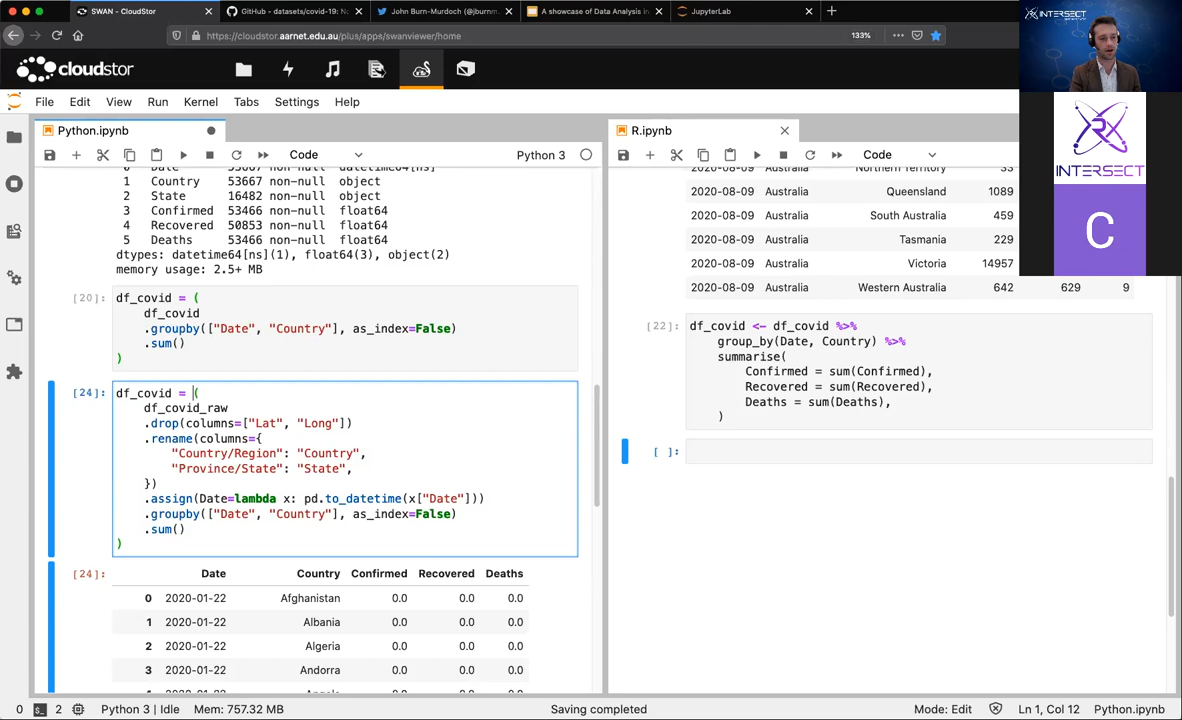 SWAN - CloudStor
GitHub - datasets/covid-19: No
John Burn-Murdoch (@jburnm
A showcase of Data Analysis in
JupyterLab
https://cloudstor.aarnet.edu.au/plus/apps/swanviewer/home
133%
INTERSECT
cloudstor
File Edit View Run Kernel Tabs Settings Help
Python.ipynb
Code
Python 3
1 Country 53667 non-null object
2 State 16482 non-null object
3 Confirmed 53466 non-null float64
4 Recovered 50853 non-null float64
5 Deaths 53466 non-null float64
dtypes: datetime64[ns](1), float64(3), object(2)
memory usage: 2.5+ MB
[20]:
df_covid = (
df_covid
.groupby(["Date", "Country"], as_index=False)
.sum()
)
[24]:
df_covid = (
df_covid_raw
.drop(columns=["Lat", "Long"])
.rename(columns={
"Country/Region": "Country",
"Province/State": "State",
})
.assign(Date=lambda x: pd.to_datetime(x["Date"]))
.groupby(["Date", "Country"], as_index=False)
.sum()
)
[24]:
Date Country Confirmed Recovered Deaths
0 2020-01-22 Afghanistan 0.0 0.0 0.0
1 2020-01-22 Albania 0.0 0.0 0.0
2 2020-01-22 Algeria 0.0 0.0 0.0
3 2020-01-22 Andorra 0.0 0.0 0.0
R.ipynb
Code
2020-08-09 Australia Northern Territory 33
2020-08-09 Australia Queensland 1089
2020-08-09 Australia South Australia 459
2020-08-09 Australia Tasmania 229
2020-08-09 Australia Victoria 14957
2020-08-09 Australia Western Australia 642 629 9
[22]:
df_covid <- df_covid %>%
group_by(Date, Country) %>%
summarise(
Confirmed = sum(Confirmed),
Recovered = sum(Recovered),
Deaths = sum(Deaths),
)
[ ]:
INTERSECT
C
0 2 Python 3 | Idle Mem: 757.32 MB Saving completed Mode: Edit Ln 1, Col 12 Python.ipynb